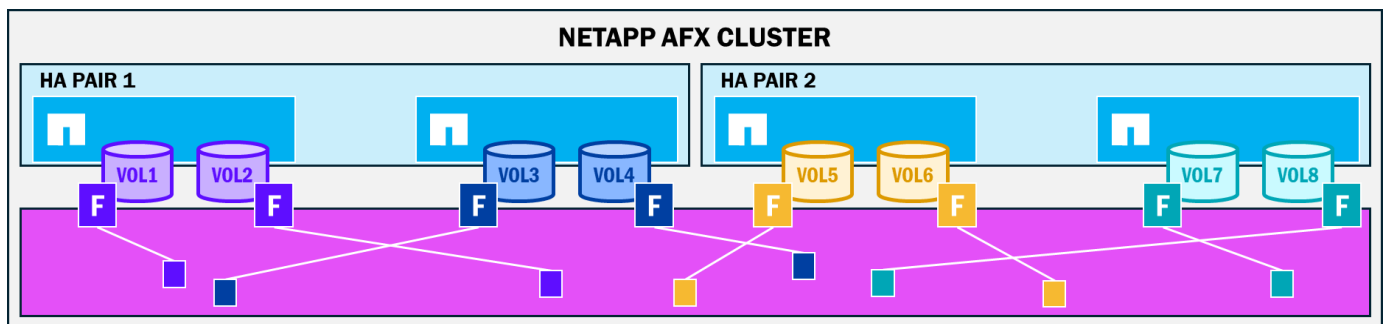 NETAPP AFX CLUSTER
HA PAIR 1
HA PAIR 2
VOL1 VOL2 VOL3 VOL4 VOL5 VOL6 VOL7 VOL8
F F F F F F F F